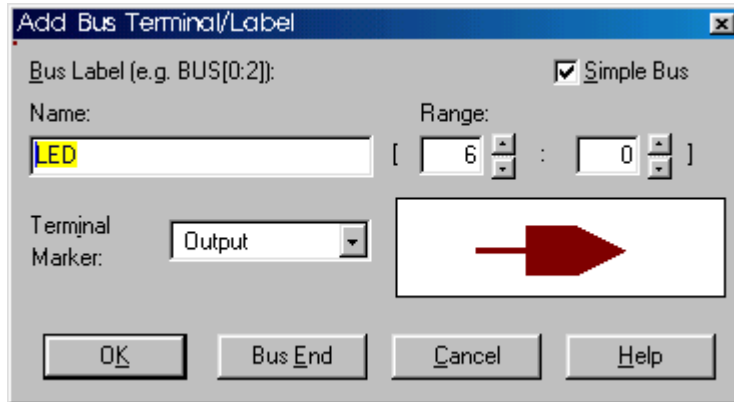 Add Bus Terminal/Label
Bus Label (e.g. BUS[0:2]): Simple Bus
Name: Range:
LED [ 6 : 0 ]
Terminal
Marker:
Output
OK Bus End Cancel Help